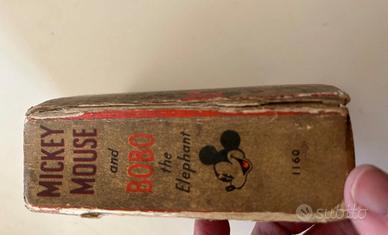 MICKEY
MOUSE
and
BOBO
the
Elephant
1160
subito